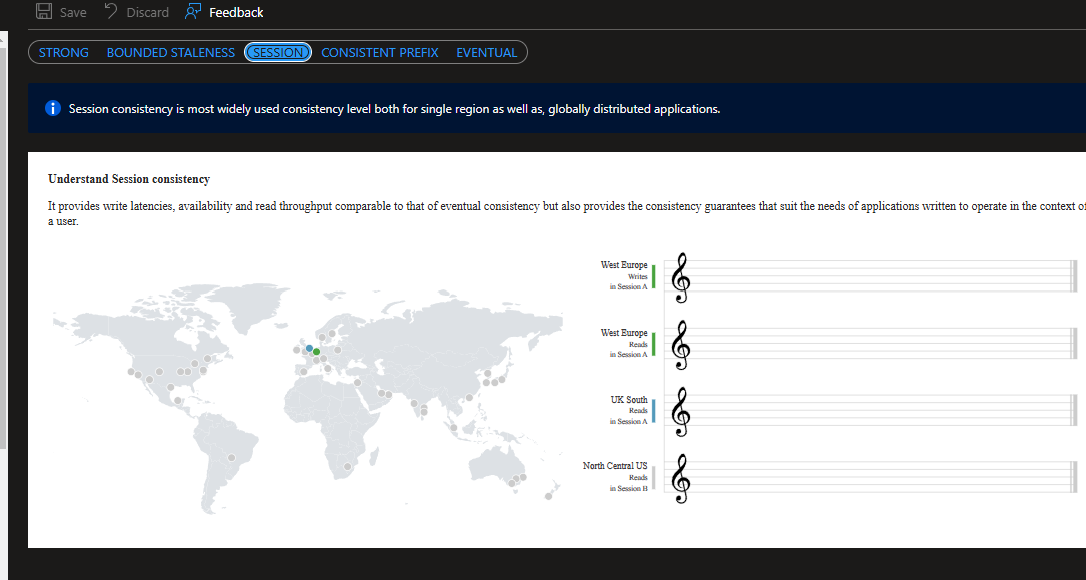 Save Discard Feedback
STRONG BOUNDED STALENESS SESSION CONSISTENT PREFIX EVENTUAL
Session consistency is most widely used consistency level both for single region as well as, globally distributed applications.
Understand Session consistency
It provides write latencies, availability and read throughput comparable to that of eventual consistency but also provides the consistency guarantees that suit the needs of applications written to operate in the context of
a user.
West Europe
Writes
in Session A
West Europe
Reads
in Session A
UK South
Reads
in Session A
North Central US
Reads
in Session B